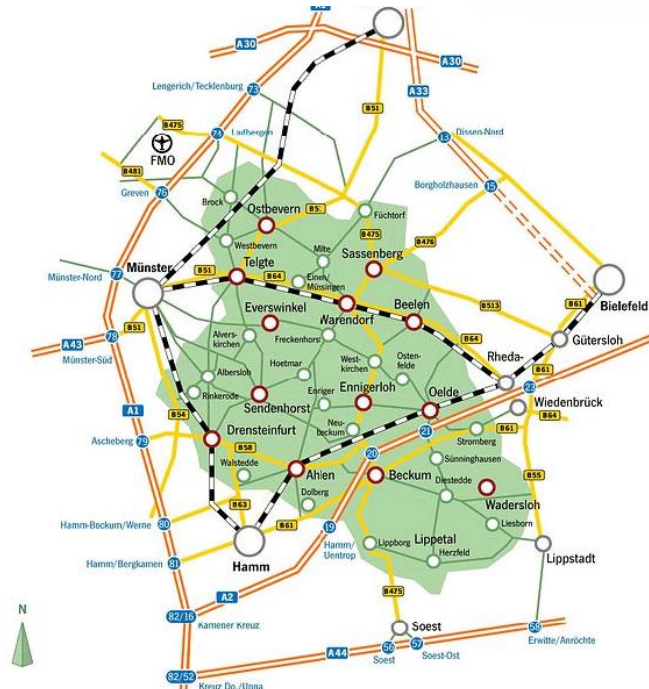 A30
A30
A33
Lengerich/Tecklenburg
73
B51
B475
74
Ladbergen
FMO
13
Dissen-Nord
B481
Greven
76
Borgholzhausen
15
Brock
Ostbevern
B51
Füchtorf
Westbevern
B475
B476
Milte
Sassenberg
Münster
Telgte
Münster-Nord
77
B51
B64
Einen/
Müssingen
Bielefeld
Everswinkel
Warendorf
Beelen
B513
B61
B51
A43
78
Münster-Süd
Alvers-
kirchen
Freckenhorst
B64
Gütersloh
Rheda-
West-
kirchen
Osten-
felde
B61
Albersloh
Hoetmar
23
Wiedenbrück
A1
Rinkerode
Sendenhorst
Enniger
Ennigerloh
Oelde
B54
Neu-
beckum
B64
Ascheberg
79
Drensteinfurt
B58
21
Stromberg
B61
20
Walstedde
Ahlen
Beckum
Sünninghausen
B55
Diestedde
Dolberg
Wadersloh
B63
Hamm-Bockum/Werne
80
B61
19
Hamm/
Uentrop
Liesborn
Lippetal
Lippborg
Herzfeld
Lippstadt
Hamm
Hamm/Bergkamen
81
A2
B475
N
82/16
Kamener Kreuz
Soest
58
Erwitte/Anröchte
56
57
Soest
Soest-Ost
A44
82/52
Kreuz Do./Unna